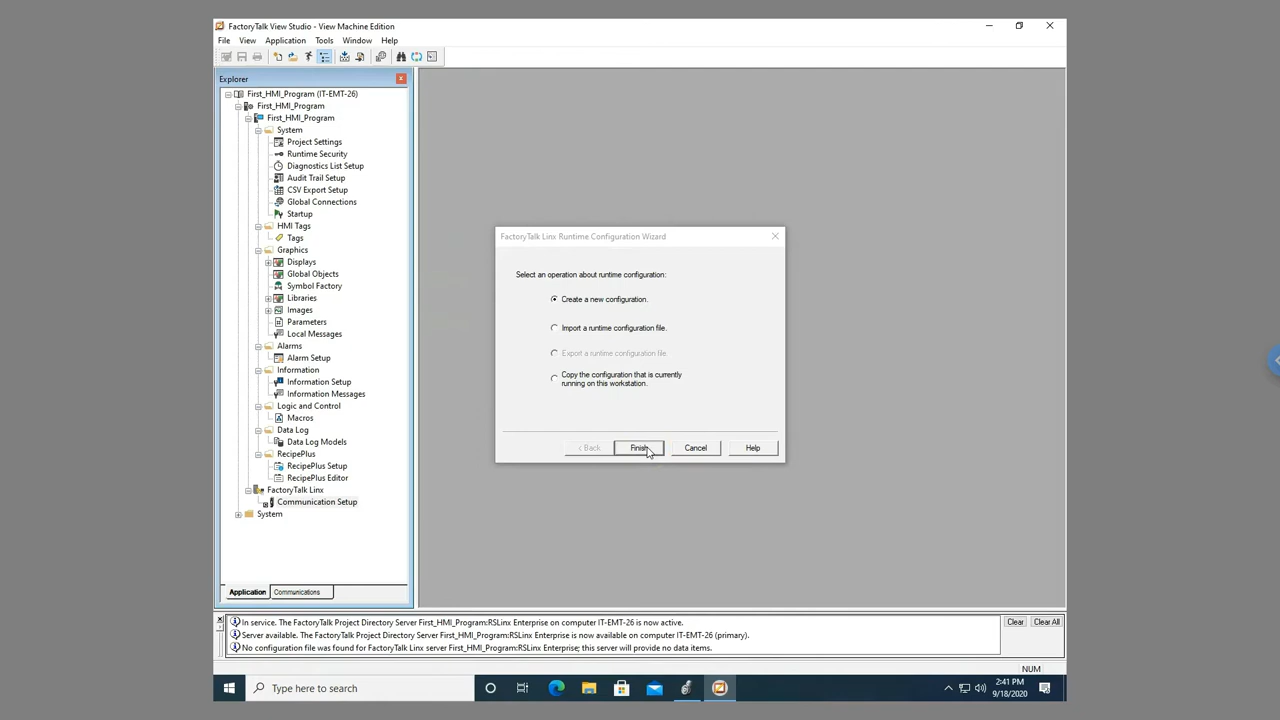 FactoryTalk View Studio - View Machine Edition
File View Application Tools Window Help
Explorer
First_HMI_Program (IT-EMT-26)
First_HMI_Program
First_HMI_Program
System
Project Settings
Runtime Security
Diagnostics List Setup
Audit Trail Setup
CSV Export Setup
Global Connections
Startup
HMI Tags
Tags
Graphics
Displays
Global Objects
Symbol Factory
Libraries
Images
Parameters
Local Messages
Alarms
Alarm Setup
Information
Information Setup
Information Messages
Logic and Control
Macros
Data Log
Data Log Models
RecipePlus
RecipePlus Setup
RecipePlus Editor
FactoryTalk Linx
Communication Setup
System
Application Communications
FactoryTalk Linx Runtime Configuration Wizard
Select an operation about runtime configuration:
Create a new configuration.
Import a runtime configuration file.
Export a runtime configuration file.
Copy the configuration that is currently
running on this workstation.
< Back Finish Cancel Help
In service. The FactoryTalk Project Directory Server First_HMI_Program:RSLinx Enterprise on computer IT-EMT-26 is now active.
Server available. The FactoryTalk Project Directory Server First_HMI_Program:RSLinx Enterprise is now available on computer IT-EMT-26 (primary).
No configuration file was found for FactoryTalk Linx server First_HMI_Program:RSLinx Enterprise; this server will provide no data items.
Clear Clear All
NUM
Type here to search
2:41 PM
9/18/2020